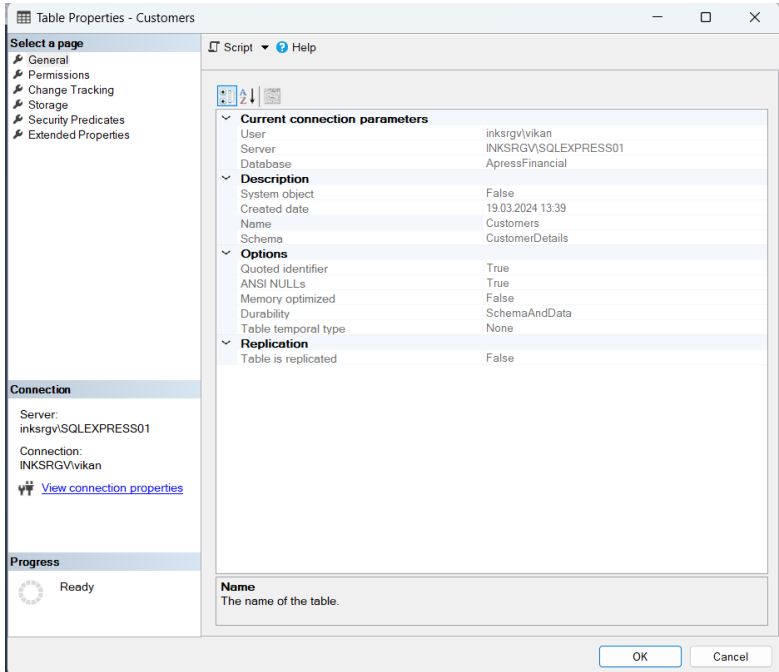 Table Properties - Customers
Select a page
General
Permissions
Change Tracking
Storage
Security Predicates
Extended Properties
Script Help
Current connection parameters
User inksrgv\vikan
Server INKSRGV\SQLEXPRESS01
Database ApressFinancial
Description
System object False
Created date 19.03.2024 13:39
Name Customers
Schema CustomerDetails
Options
Quoted identifier True
ANSI NULLs True
Memory optimized False
Durability SchemaAndData
Table temporal type None
Replication
Table is replicated False
Connection
Server:
inksrgv\SQLEXPRESS01
Connection:
INKSRGV\vikan
View connection properties
Progress
Ready
Name
The name of the table.
OK Cancel